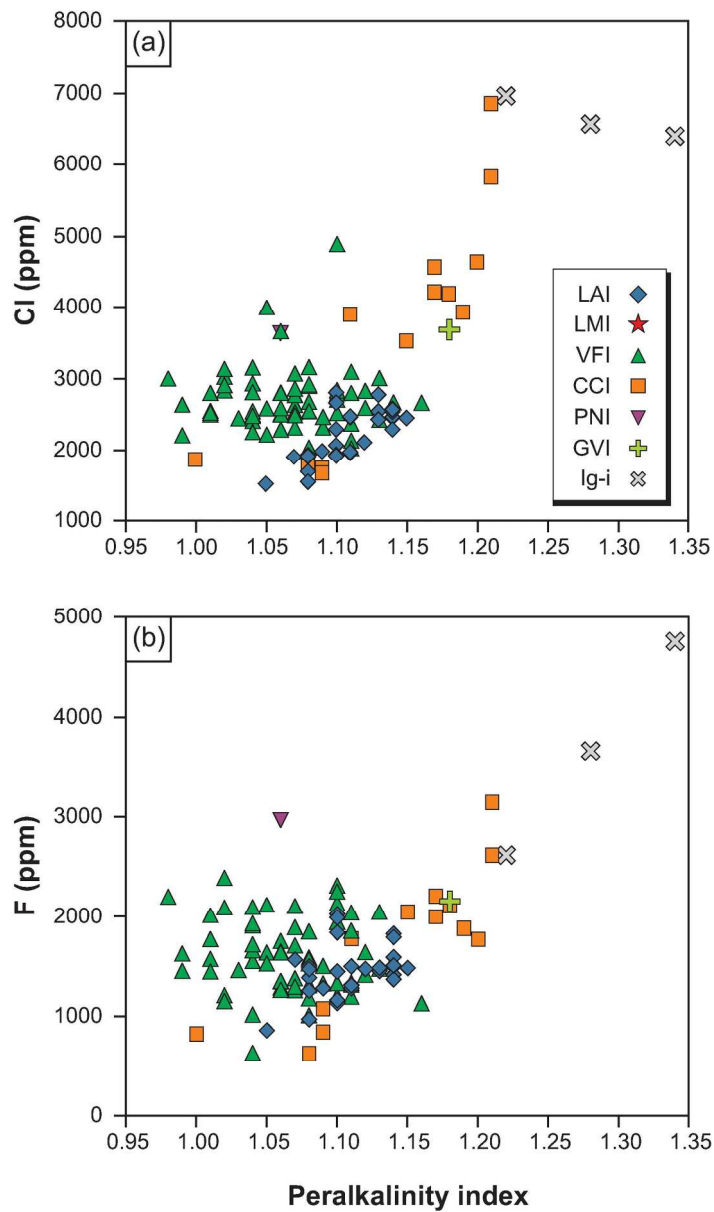 (a)
8000
7000
6000
5000
4000
3000
2000
1000
Cl (ppm)
LAI
LMI
VFI
CCI
PNI
GVI
Ig-i
0.95 1.00 1.05 1.10 1.15 1.20 1.25 1.30 1.35
(b)
5000
4000
3000
2000
1000
0
F (ppm)
0.95 1.00 1.05 1.10 1.15 1.20 1.25 1.30 1.35
Peralkalinity index